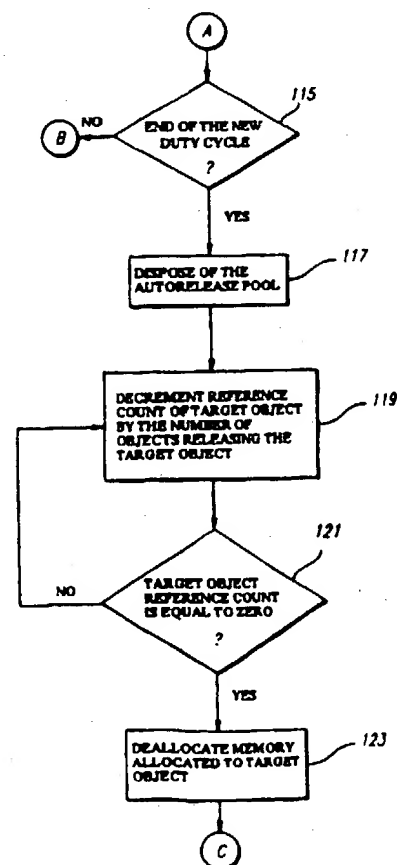 A
115
END OF THE NEW
DUTY CYCLE
?
NO
B
YES
117
DISPOSE OF THE
AUTORELEASE POOL
119
DECREMENT REFERENCE
COUNT OF TARGET OBJECT
BY THE NUMBER OF
OBJECTS RELEASING THE
TARGET OBJECT
121
TARGET OBJECT
REFERENCE COUNT
IS EQUAL TO ZERO
?
NO
YES
123
DEALLOCATE MEMORY
ALLOCATED TO TARGET
OBJECT
C